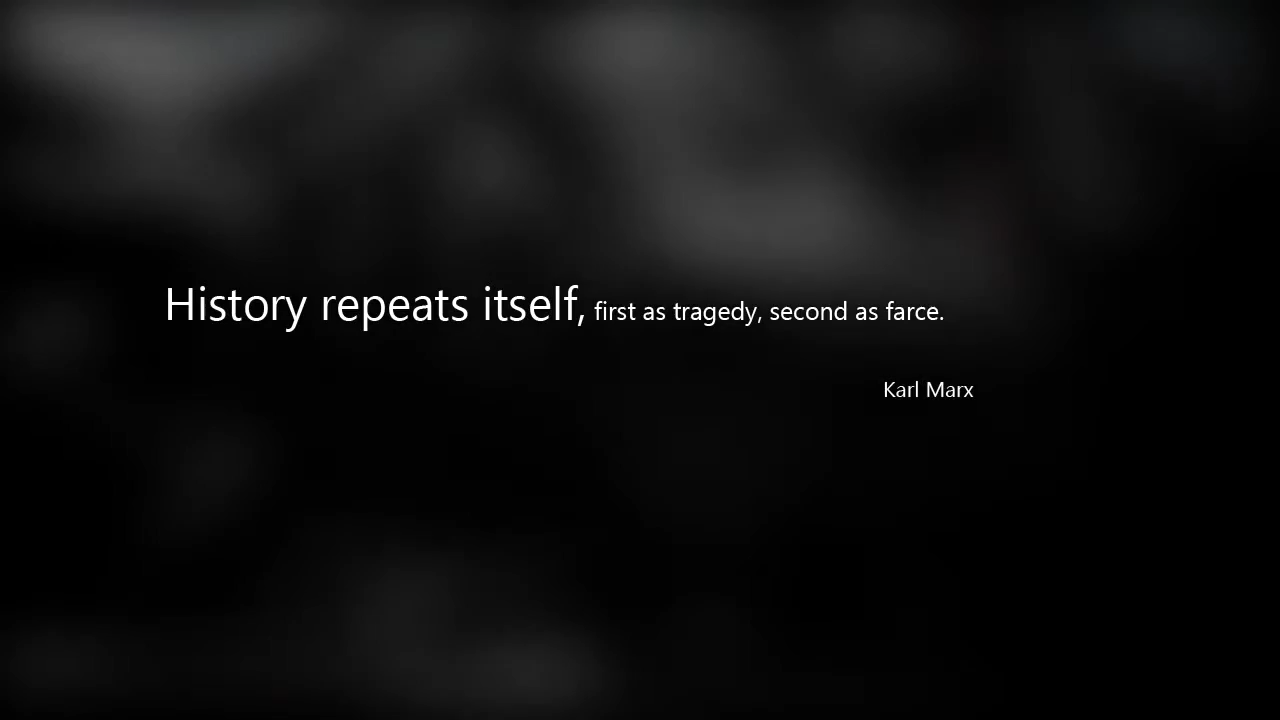 History repeats itself, first as tragedy, second as farce.
Karl Marx